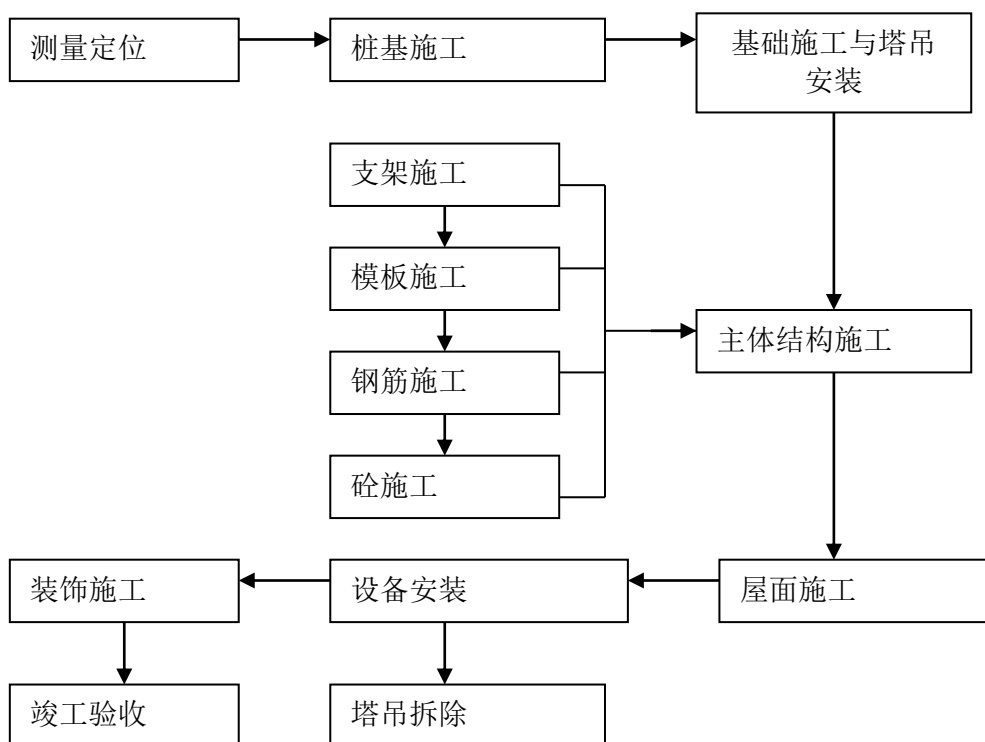 测量定位
桩基施工
基础施工与塔吊
安装
支架施工
模板施工
钢筋施工
砼施工
主体结构施工
屋面施工
设备安装
装饰施工
塔吊拆除
竣工验收